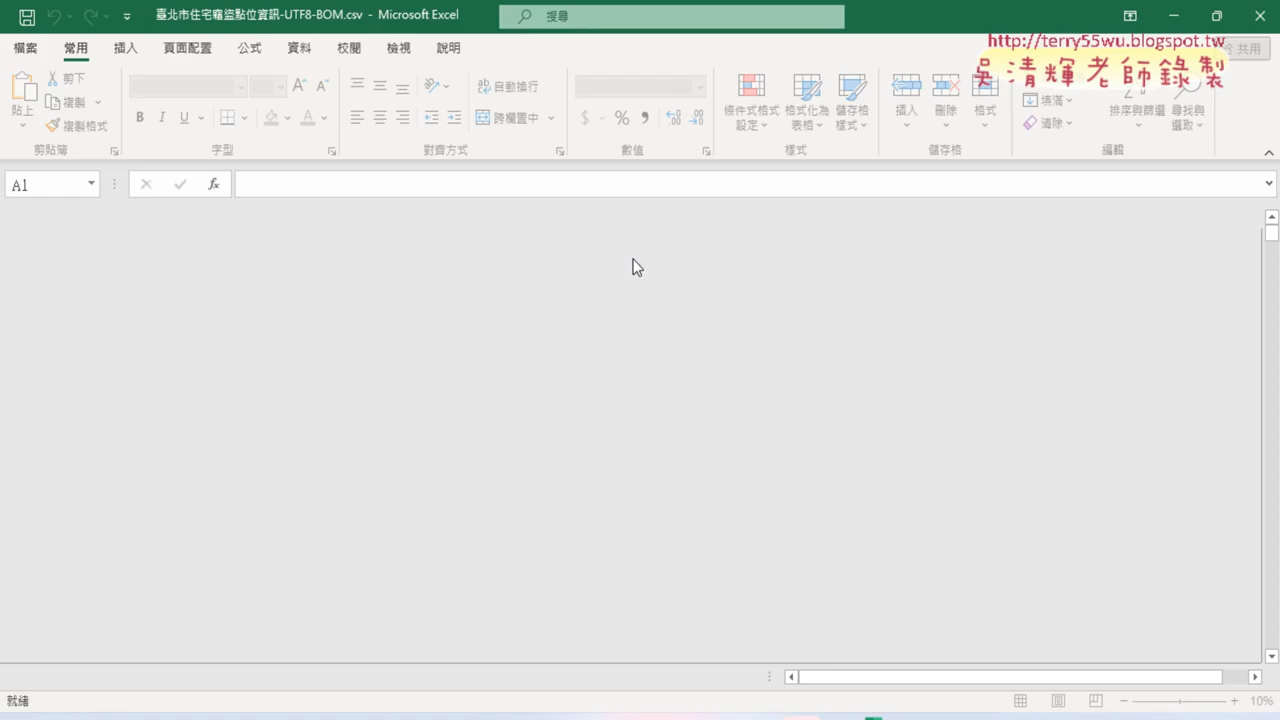 臺北市住宅竊盜點位資訊-UTF8-BOM.csv - Microsoft Excel
搜尋
http://terry55wu.blogspot.tw
吳清輝老師錄製
檔案 常用 插入 頁面配置 公式 資料 校閱 檢視 說明 共用
貼上 剪下 複製 複製格式
B I U
自動換行
跨欄置中
$ % ,
條件式格式設定 格式化為表格 儲存格樣式
插入 刪除 格式
填滿 清除 排序與篩選 尋找與選取
剪貼簿 字型 對齊方式 數值 樣式 儲存格 編輯
A1 fx
就緒 10%